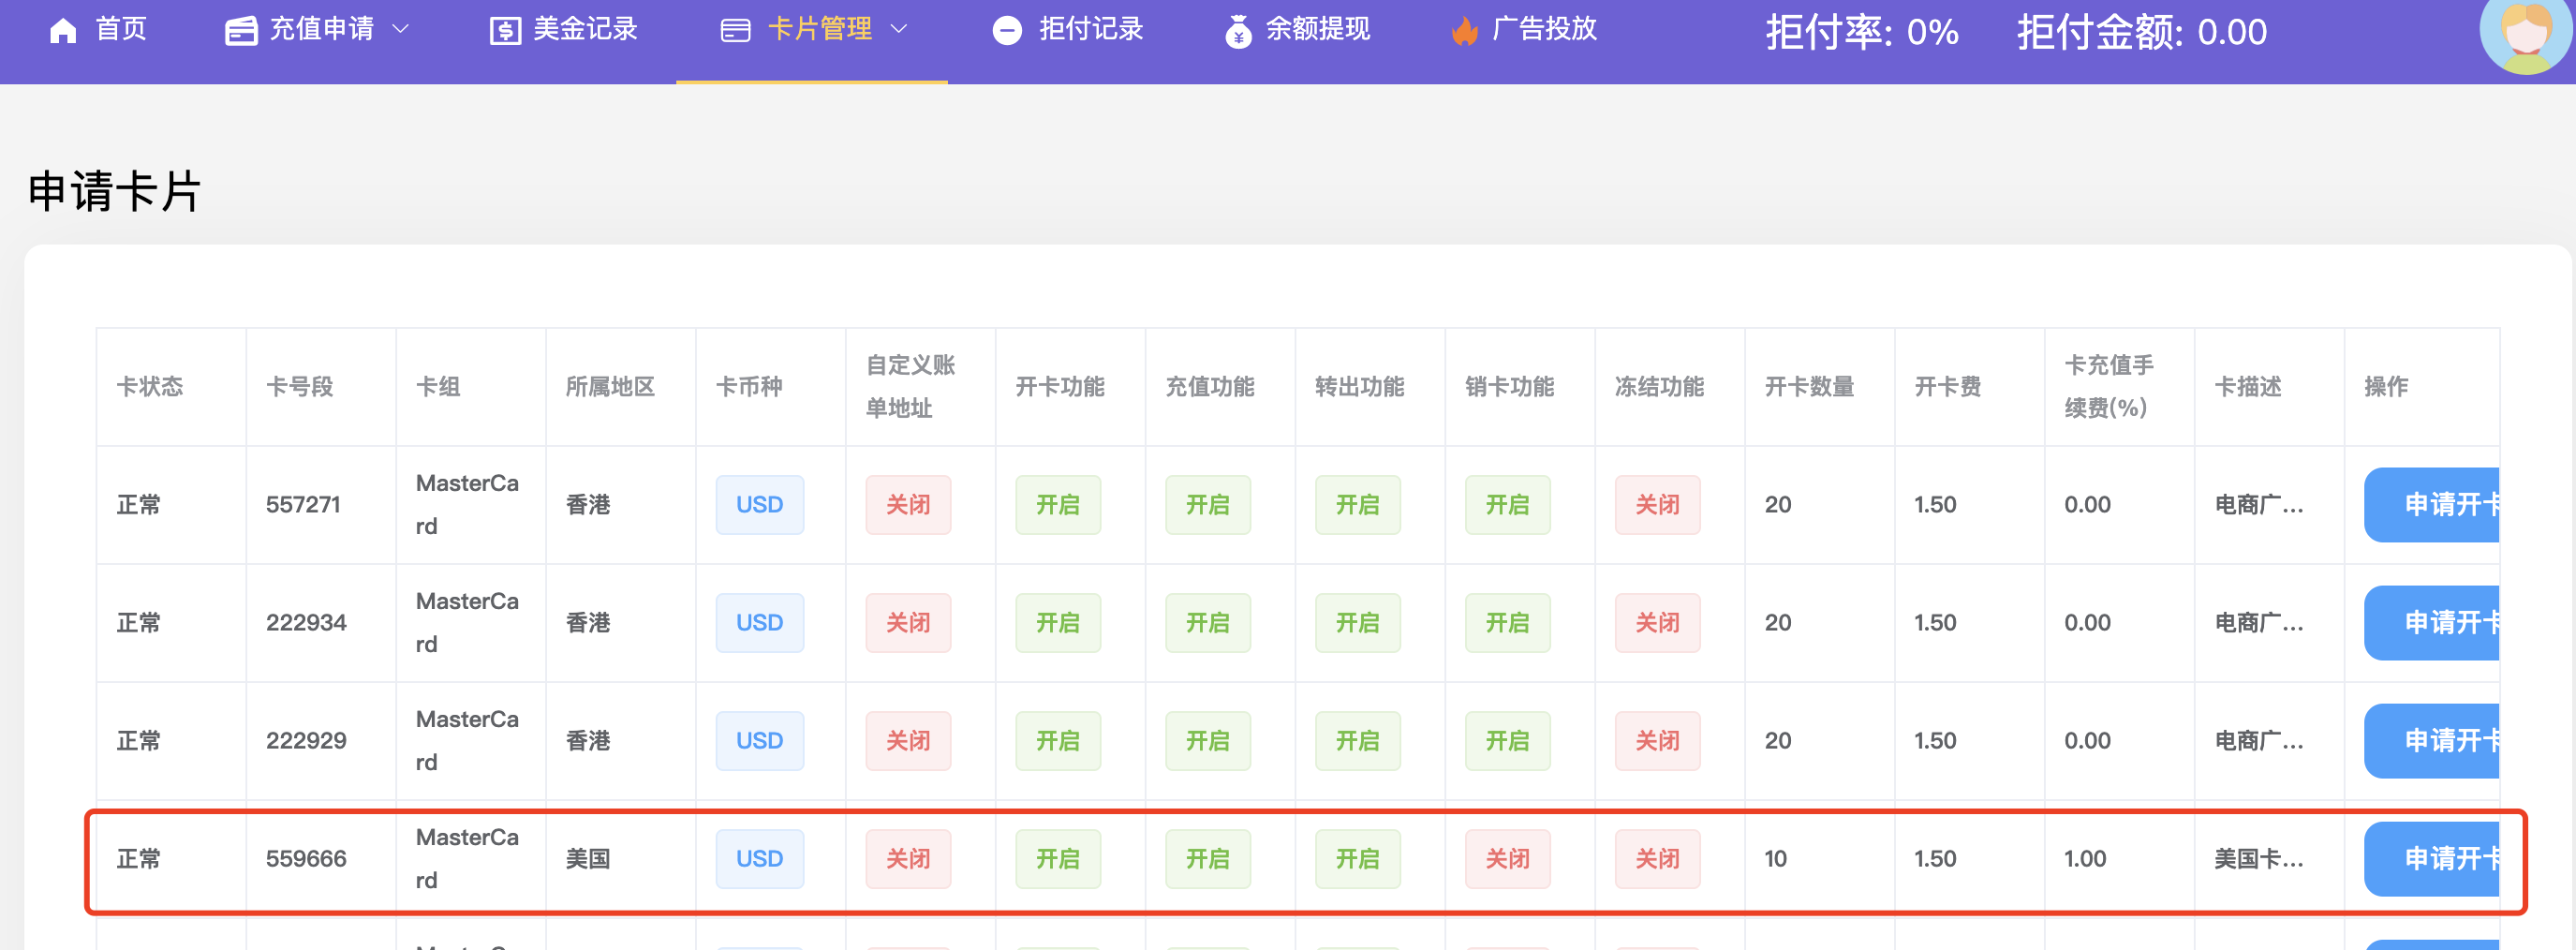 首页 充值申请 美金记录 卡片管理 拒付记录 余额提现 广告投放 拒付率: 0% 拒付金额: 0.00
申请卡片
卡状态 卡号段 卡组 所属地区 卡币种 自定义账单地址 开卡功能 充值功能 转出功能 销卡功能 冻结功能 开卡数量 开卡费 卡充值手续费(%) 卡描述 操作
正常 557271 MasterCard 香港 USD 关闭 开启 开启 开启 开启 关闭 20 1.50 0.00 电商广... 申请开卡
正常 222934 MasterCard 香港 USD 关闭 开启 开启 开启 开启 关闭 20 1.50 0.00 电商广... 申请开卡
正常 222929 MasterCard 香港 USD 关闭 开启 开启 开启 开启 关闭 20 1.50 0.00 电商广... 申请开卡
正常 559666 MasterCard 美国 USD 关闭 开启 开启 开启 关闭 关闭 10 1.50 1.00 美国卡... 申请开卡